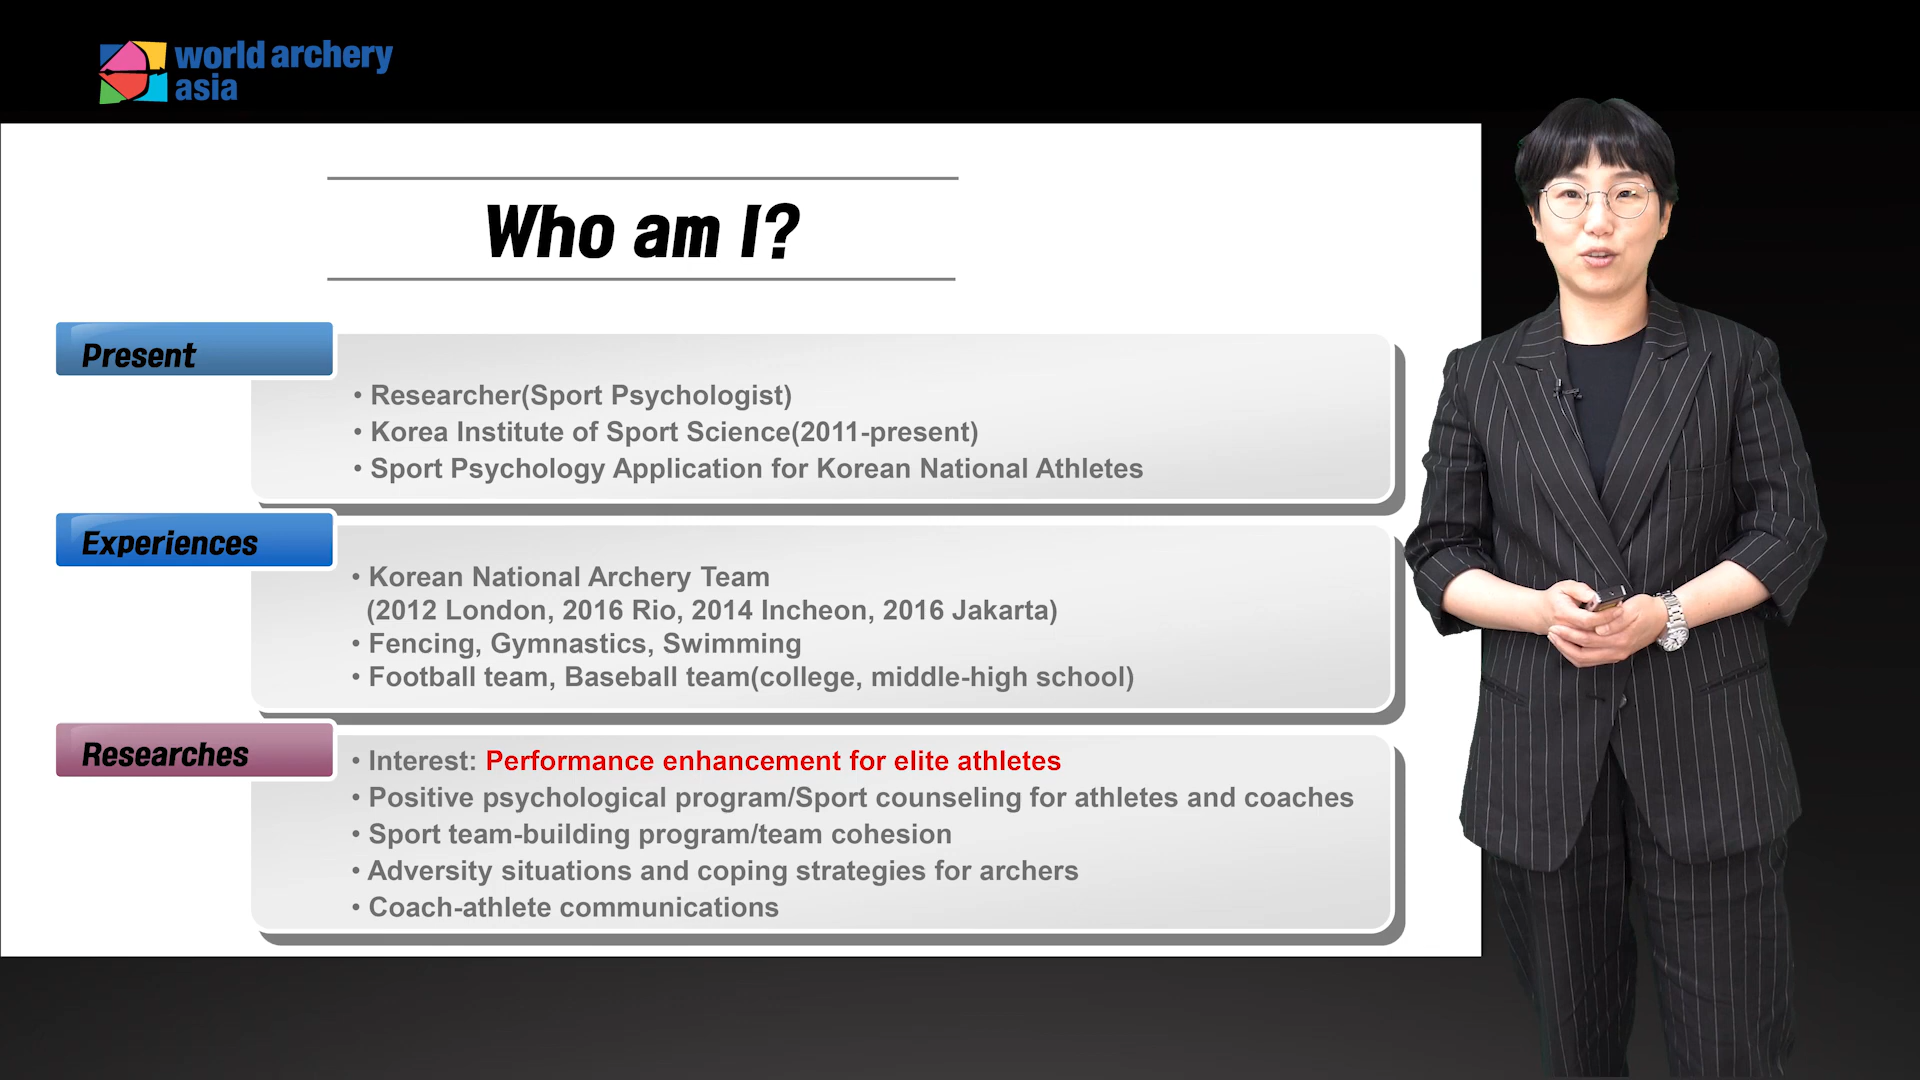 world archery
asia
Who am I?
Present
• Researcher(Sport Psychologist)
• Korea Institute of Sport Science(2011-present)
• Sport Psychology Application for Korean National Athletes
Experiences
• Korean National Archery Team
(2012 London, 2016 Rio, 2014 Incheon, 2016 Jakarta)
• Fencing, Gymnastics, Swimming
• Football team, Baseball team(college, middle-high school)
Researches
• Interest: Performance enhancement for elite athletes
• Positive psychological program/Sport counseling for athletes and coaches
• Sport team-building program/team cohesion
• Adversity situations and coping strategies for archers
• Coach-athlete communications